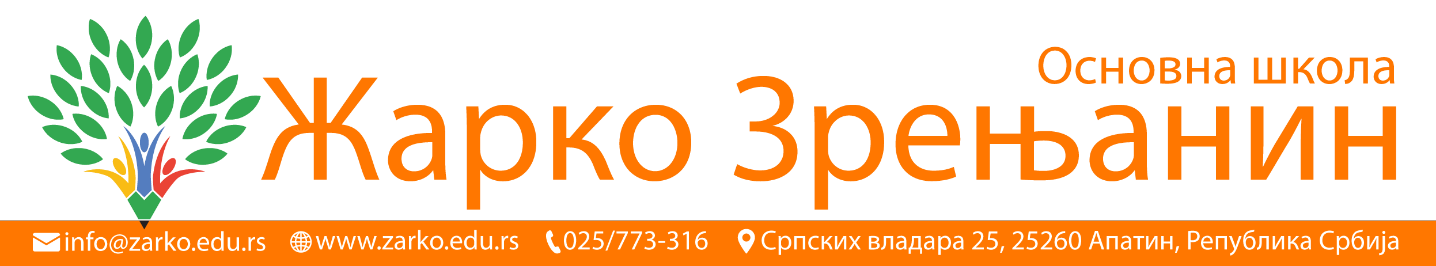 Основна школа
Жарко Зрењанин
info@zarko.edu.rs www.zarko.edu.rs 025/773-316 Српских владара 25, 25260 Апатин, Република Србија